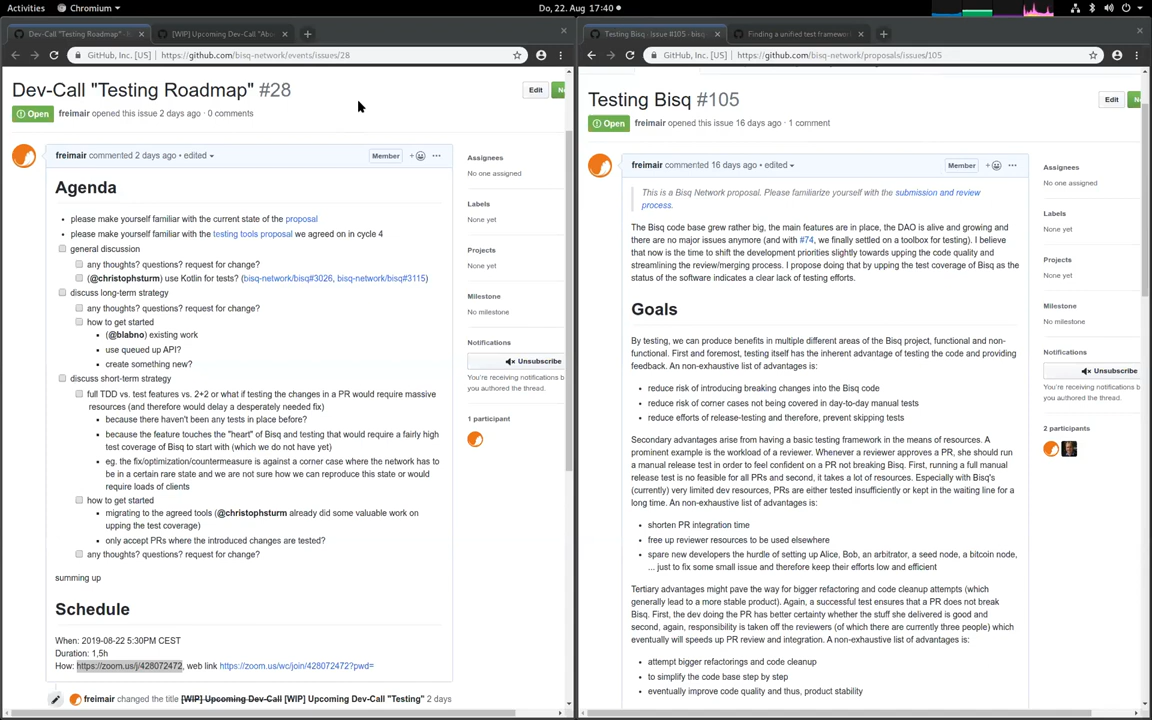 Activities Chromium Do, 22. Aug 17:40
Dev-Call "Testing Roadmap" - 
[WIP] Upcoming Dev-Call "Abo
GitHub, Inc. [US] https://github.com/bisq-network/events/issues/28
Dev-Call "Testing Roadmap" #28
Edit
Open freimair opened this issue 2 days ago · 0 comments
freimair commented 2 days ago • edited
Member
Agenda
please make yourself familiar with the current state of the proposal
please make yourself familiar with the testing tools proposal we agreed on in cycle 4
general discussion
any thoughts? questions? request for change?
(@christophsturm) use Kotlin for tests? (bisq-network/bisq#3026, bisq-network/bisq#3115)
discuss long-term strategy
any thoughts? questions? request for change?
how to get started
(@blabno) existing work
use queued up API?
create something new?
discuss short-term strategy
full TDD vs. test features vs. 2+2 or what if testing the changes in a PR would require massive
resources (and therefore would delay a desperately needed fix)
because there haven't been any tests in place before?
because the feature touches the "heart" of Bisq and testing that would require a fairly high
test coverage of Bisq to start with (which we do not have yet)
eg. the fix/optimization/countermeasure is against a corner case where the network has to
be in a certain rare state and we are not sure how we can reproduce this state or would
require loads of clients
how to get started
migrating to the agreed tools (@christophsturm already did some valuable work on
upping the test coverage)
only accept PRs where the introduced changes are tested?
any thoughts? questions? request for change?
summing up
Schedule
When: 2019-08-22 5:30PM CEST
Duration: 1,5h
How: https://zoom.us/j/428072472, web link https://zoom.us/wc/join/428072472?pwd=
freimair changed the title [WIP] Upcoming Dev-Call [WIP] Upcoming Dev-Call "Testing" 2 days
Assignees
No one assigned
Labels
None yet
Projects
None yet
Milestone
No milestone
Notifications
Unsubscribe
You're receiving notifications b
you authored the thread.
1 participant
Testing Bisq · Issue #105 · bisq
Finding a unified test framework
GitHub, Inc. [US] https://github.com/bisq-network/proposals/issues/105
Testing Bisq #105
Edit
Open freimair opened this issue 16 days ago · 1 comment
freimair commented 16 days ago • edited
Member
This is a Bisq Network proposal. Please familiarize yourself with the submission and review
process.
The Bisq code base grew rather big, the main features are in place, the DAO is alive and growing and
there are no major issues anymore (and with #74, we finally settled on a toolbox for testing). I believe
that now is the time to shift the development priorities slightly towards upping the code quality and
streamlining the review/merging process. I propose doing that by upping the test coverage of Bisq as the
status of the software indicates a clear lack of testing efforts.
Goals
By testing, we can produce benefits in multiple different areas of the Bisq project, functional and non-
functional. First and foremost, testing itself has the inherent advantage of testing the code and providing
feedback. An non-exhaustive list of advantages is:
reduce risk of introducing breaking changes into the Bisq code
reduce risk of corner cases not being covered in day-to-day manual tests
reduce efforts of release-testing and therefore, prevent skipping tests
Secondary advantages arise from having a basic testing framework in the means of resources. A
prominent example is the workload of a reviewer. Whenever a reviewer approves a PR, she should run
a manual release test in order to feel confident on a PR not breaking Bisq. First, running a full manual
release test is no feasible for all PRs and second, it takes a lot of resources. Especially with Bisq's
(currently) very limited dev resources, PRs are either tested insufficiently or kept in the waiting line for a
long time. An non-exhaustive list of advantages is:
shorten PR integration time
free up reviewer resources to be used elsewhere
spare new developers the hurdle of setting up Alice, Bob, an arbitrator, a seed node, a bitcoin node,
... just to fix some small issue and therefore keep their efforts low and efficient
Tertiary advantages might pave the way for bigger refactoring and code cleanup attempts (which
generally lead to a more stable product). Again, a successful test ensures that a PR does not break
Bisq. First, the dev doing the PR has better certainty whether the stuff she delivered is good and
second, again, responsibility is taken off the reviewers (of which there are currently three people) which
eventually will speeds up PR review and integration. A non-exhaustive list of advantages is:
attempt bigger refactorings and code cleanup
to simplify the code base step by step
eventually improve code quality and thus, product stability
Assignees
No one assigned
Labels
None yet
Projects
None yet
Milestone
No milestone
Notifications
Unsubscribe
You're receiving notifications b
you authored the thread.
2 participants